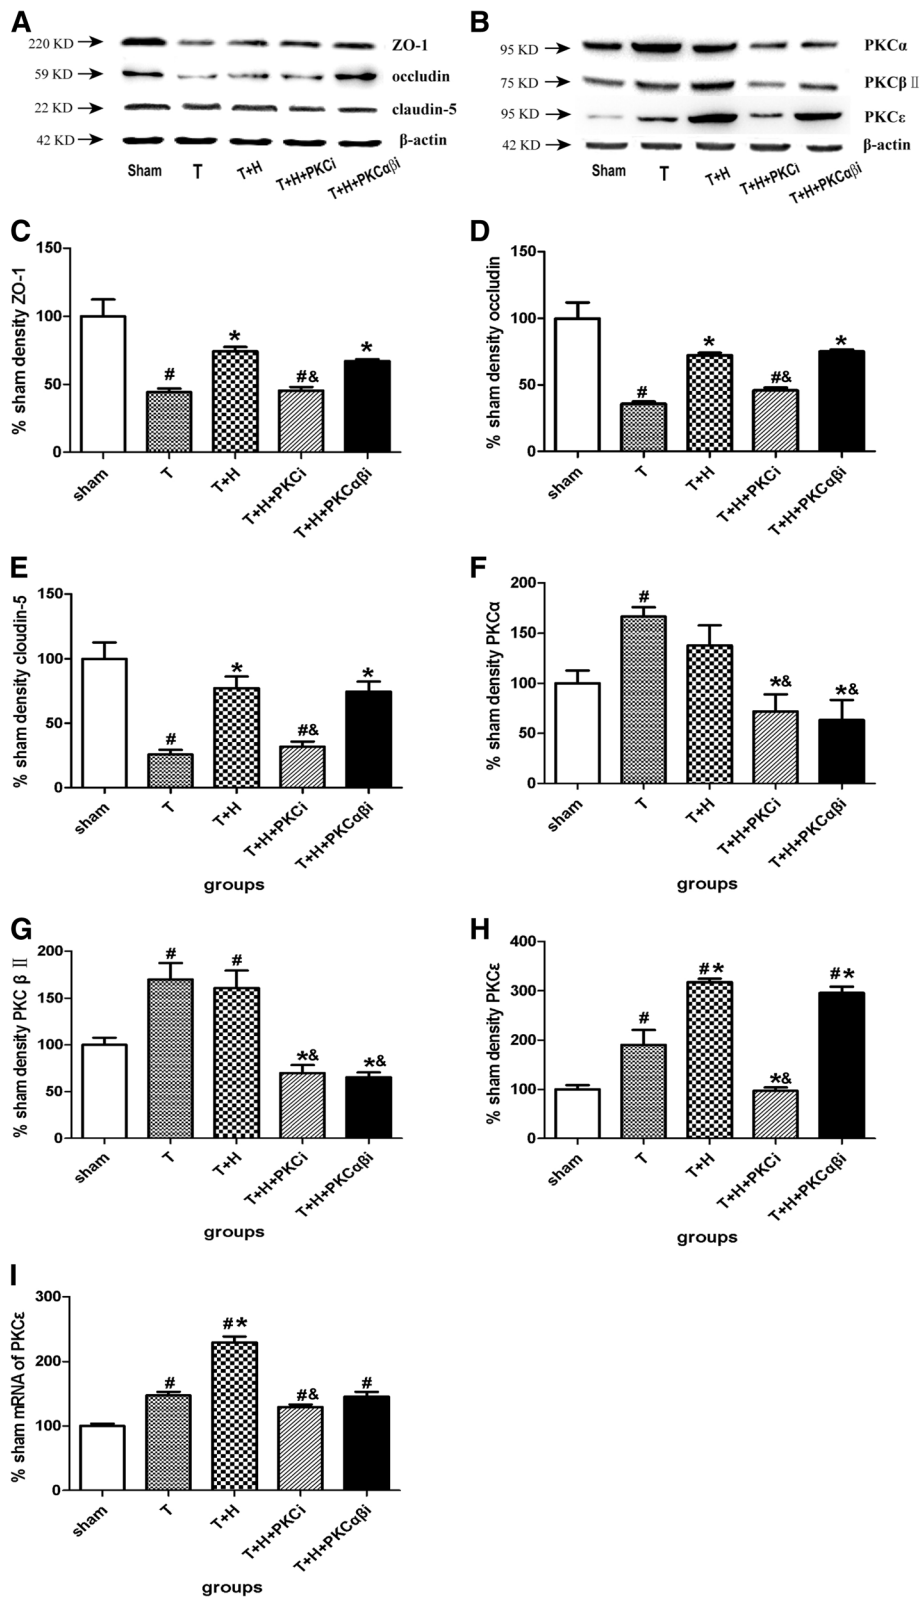 A
220 KD
ZO-1
59 KD
occludin
22 KD
claudin-5
42 KD
β-actin
Sham T T+H T+H+PKCi T+H+PKCαβi
B
95 KD
PKCα
75 KD
PKCβ II
95 KD
PKCε
42 KD
β-actin
Sham T T+H T+H+PKCi T+H+PKCαβi
C
% sham density ZO-1
150
100
50
0
# * #& *
sham T T+H T+H+PKCi T+H+PKCαβi
D
% sham density occludin
150
100
50
0
# * #& *
sham T T+H T+H+PKCi T+H+PKCαβi
E
% sham density cloudin-5
150
100
50
0
# * #& *
sham T T+H T+H+PKCi T+H+PKCαβi
groups
F
% sham density PKCα
200
150
100
50
0
# *& *&
sham T T+H T+H+PKCi T+H+PKCαβi
groups
G
% sham density PKC β II
200
150
100
50
0
# # *& *&
sham T T+H T+H+PKCi T+H+PKCαβi
groups
H
% sham density PKCε
400
300
200
100
0
# #* *& #*
sham T T+H T+H+PKCi T+H+PKCαβi
groups
I
% sham mRNA of PKCε
300
200
100
0
# #* #& #
sham T T+H T+H+PKCi T+H+PKCαβi
groups